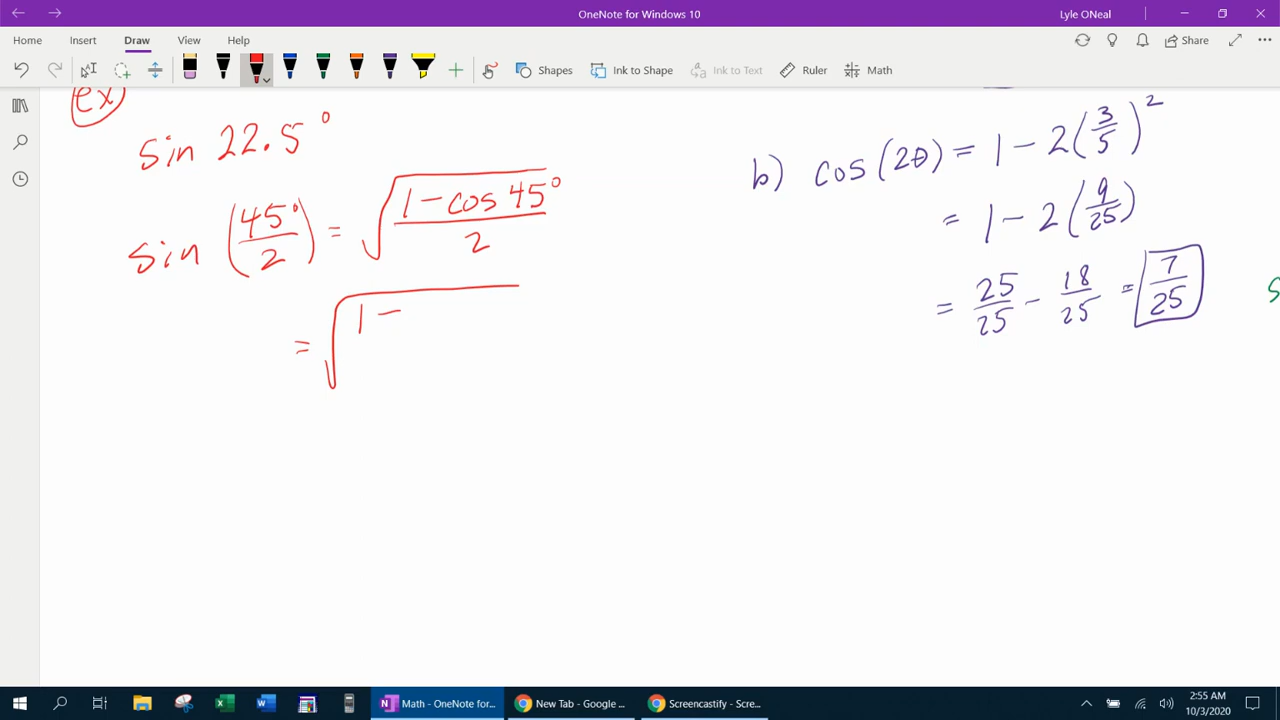 OneNote for Windows 10
Lyle ONeal
Home Insert Draw View Help
Share
Shapes Ink to Shape Ink to Text Ruler Math
ex)
sin 22.5°
sin (45°/2) = √((1 - cos 45°)/2)
= √(1 -
b) cos(2θ) = 1 - 2(3/5)²
= 1 - 2(9/25)
= 25/25 - 18/25 = 7/25
S
Math - OneNote for...
New Tab - Google ...
Screencastify - Scre...
2:55 AM
10/3/2020